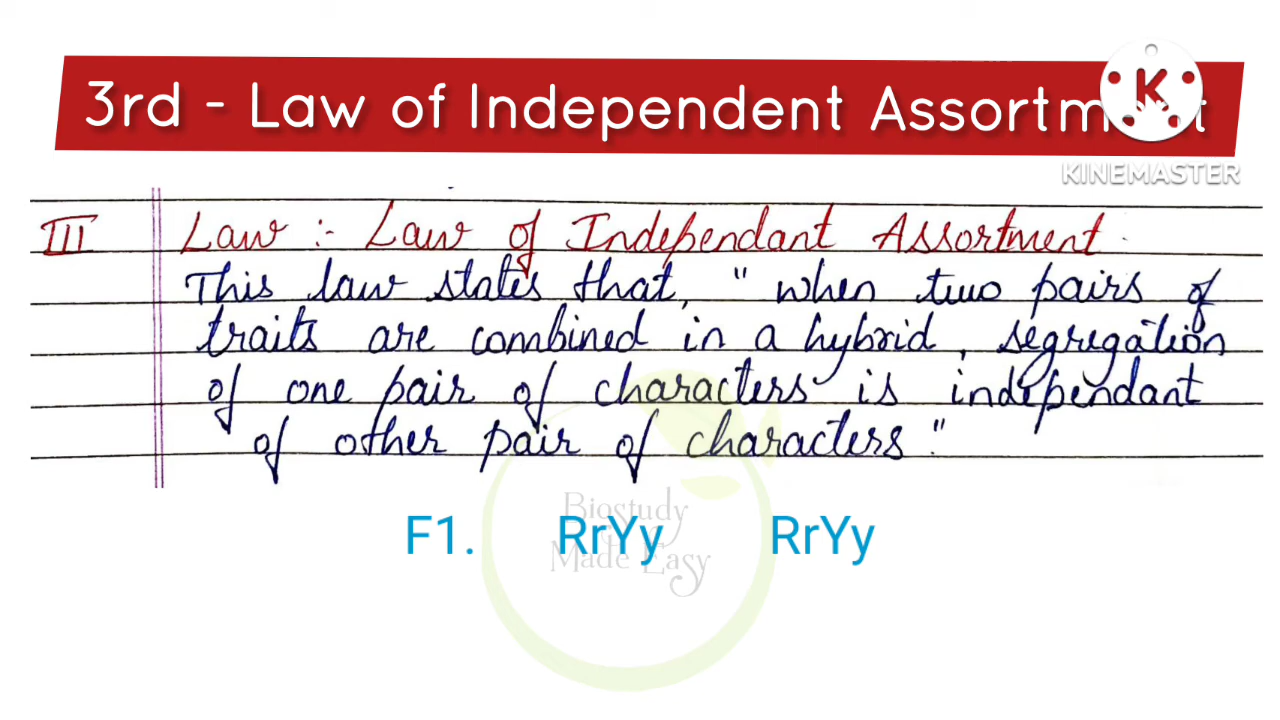 3rd - Law of Independent Assortment
K
KINEMASTER
III Law :- Law of Independant Assortment.
This law states that, " when two pairs of
traits are combined in a hybrid, segregation
of one pair of characters is independant
of other pair of characters "
Biostudy
Made Easy
F1. RrYy RrYy